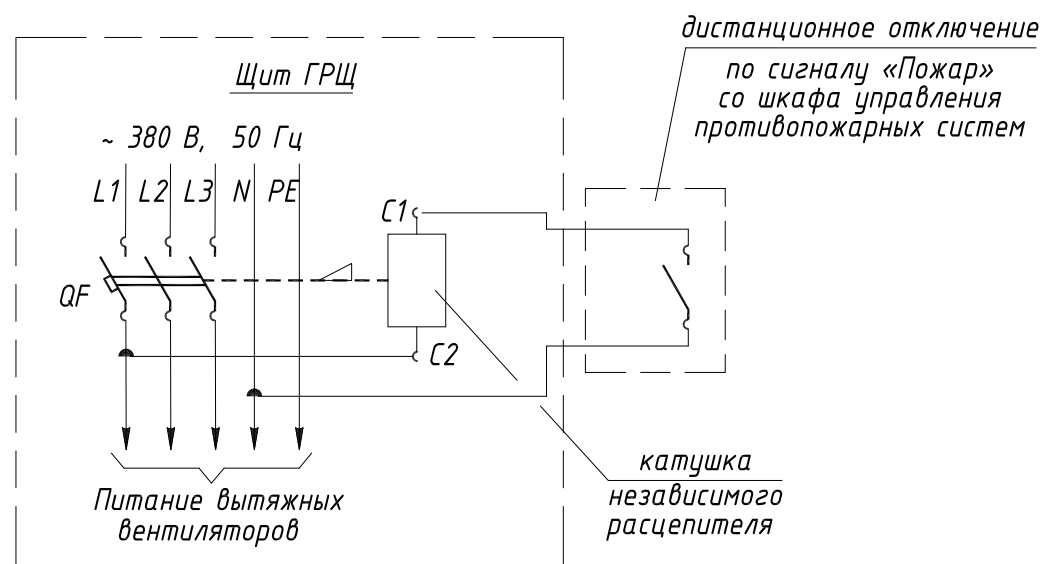 дистанционное отключение
по сигналу «Пожар»
со шкафа управления
противопожарных систем
Щит ГРЩ
~ 380 В, 50 Гц
L1 L2 L3 N PE
C1
QF
C2
катушка
независимого
расцепителя
Питание вытяжных
вентиляторов